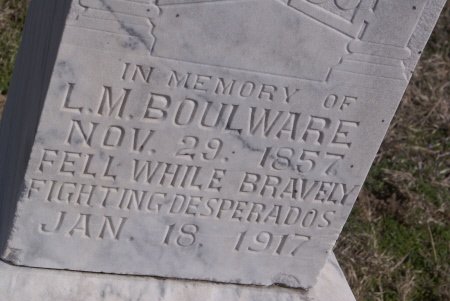 IN MEMORY OF
L.M. BOULWARE
NOV. 29. 1857.
FELL WHILE BRAVELY
FIGHTING DESPERADOS
JAN 18. 1917